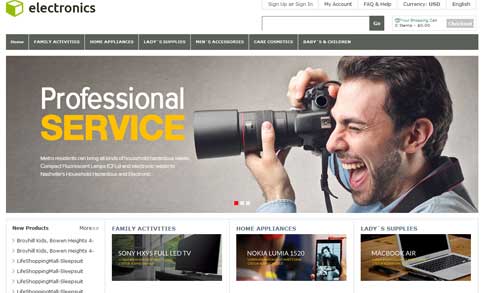 electronics
Sign Up or Sign In
My Account
FAQ & Help
Currency: USD
English
Go
Your Shopping Cart
0 Items - $0.00
Checkout
Home
FAMILY ACTIVITIES
HOME APPLIANCES
LADY`S SUPPLIES
MEN`S ACCESSORIES
CARE COSMETICS
BABY`S & CHILDREN
Professional
SERVICE
Metro residents can bring all kinds of household hazardous waste,
Compact Fluorescent Lamps (CFLs) and electronic waste to
Nashville's Household Hazardous and Electronic
New Products
More>>
Brovhill Kids, Bowen Heights 4-
Brovhill Kids, Bowen Heights 4-
LifeShoppingMall-Sleepsuit
LifeShoppingMall-Sleepsuit
LifeShoppingMall-Sleepsuit
FAMILY ACTIVITIES
SONY HX95 FULL LED TV
HOME APPLIANCES
NOKIA LUMIA 1520
LADY`S SUPPLIES
MACBOOK AIR